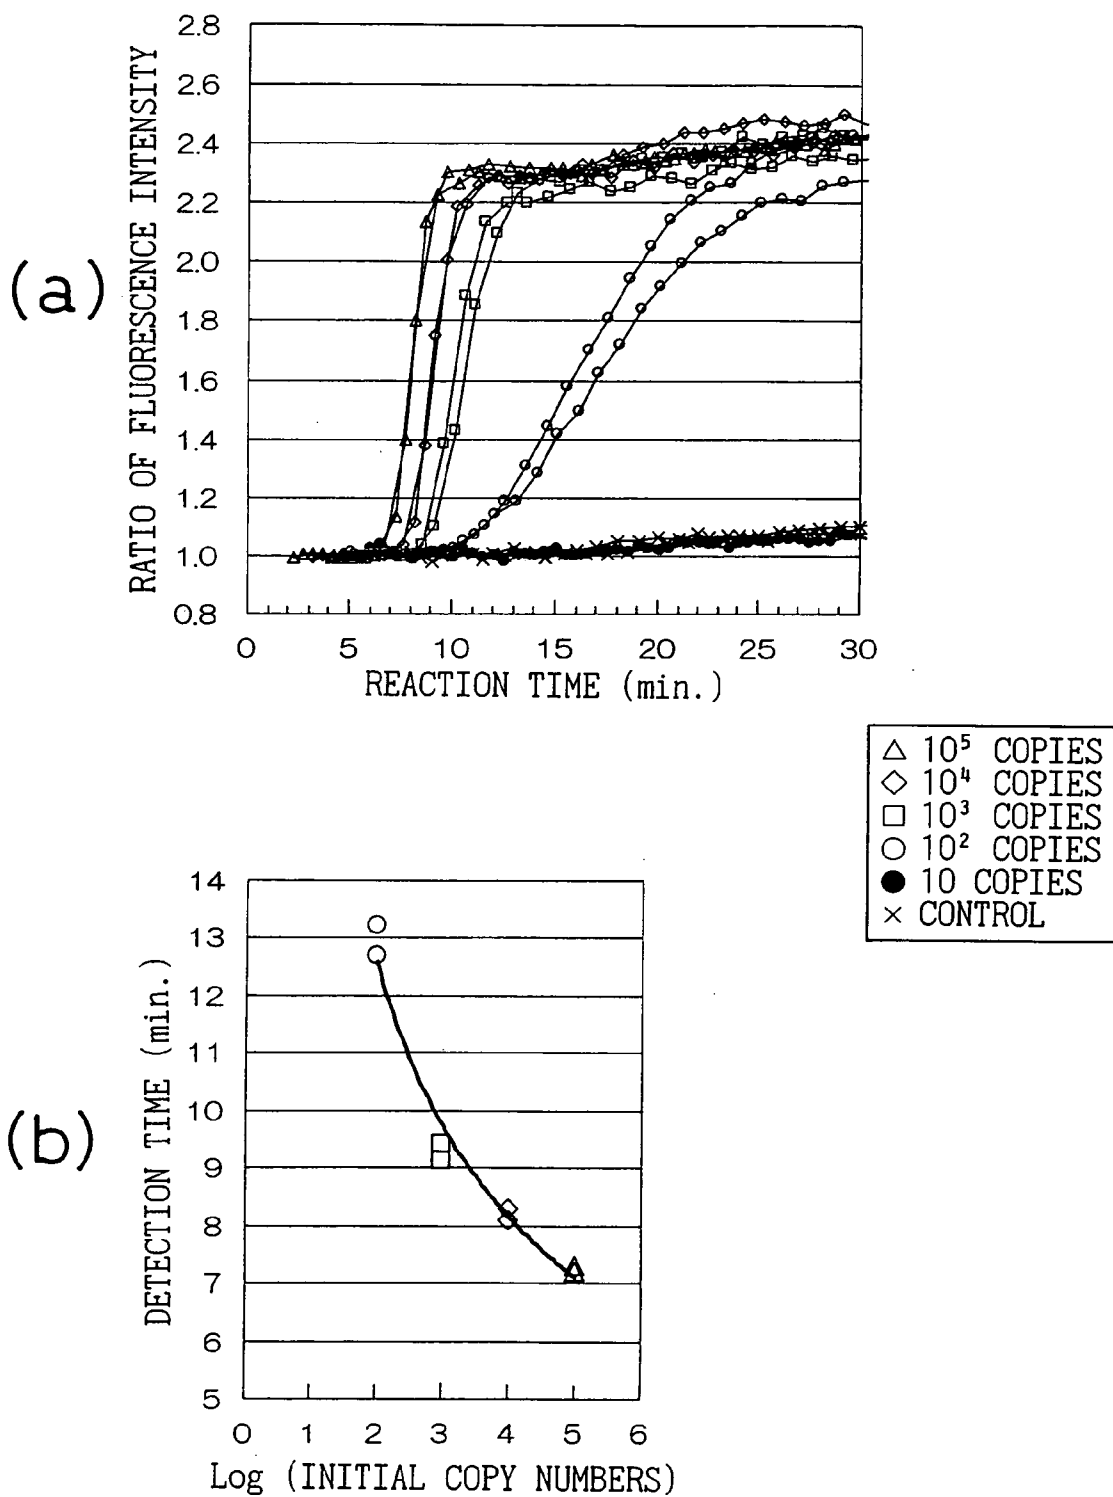 (a)
RATIO OF FLUORESCENCE INTENSITY
2.8
2.6
2.4
2.2
2.0
1.8
1.6
1.4
1.2
1.0
0.8
0 5 10 15 20 25 30
REACTION TIME (min.)
△ 10⁵ COPIES
◇ 10⁴ COPIES
□ 10³ COPIES
○ 10² COPIES
● 10 COPIES
× CONTROL
(b)
DETECTION TIME (min.)
14
13
12
11
10
9
8
7
6
5
0 1 2 3 4 5 6
Log (INITIAL COPY NUMBERS)